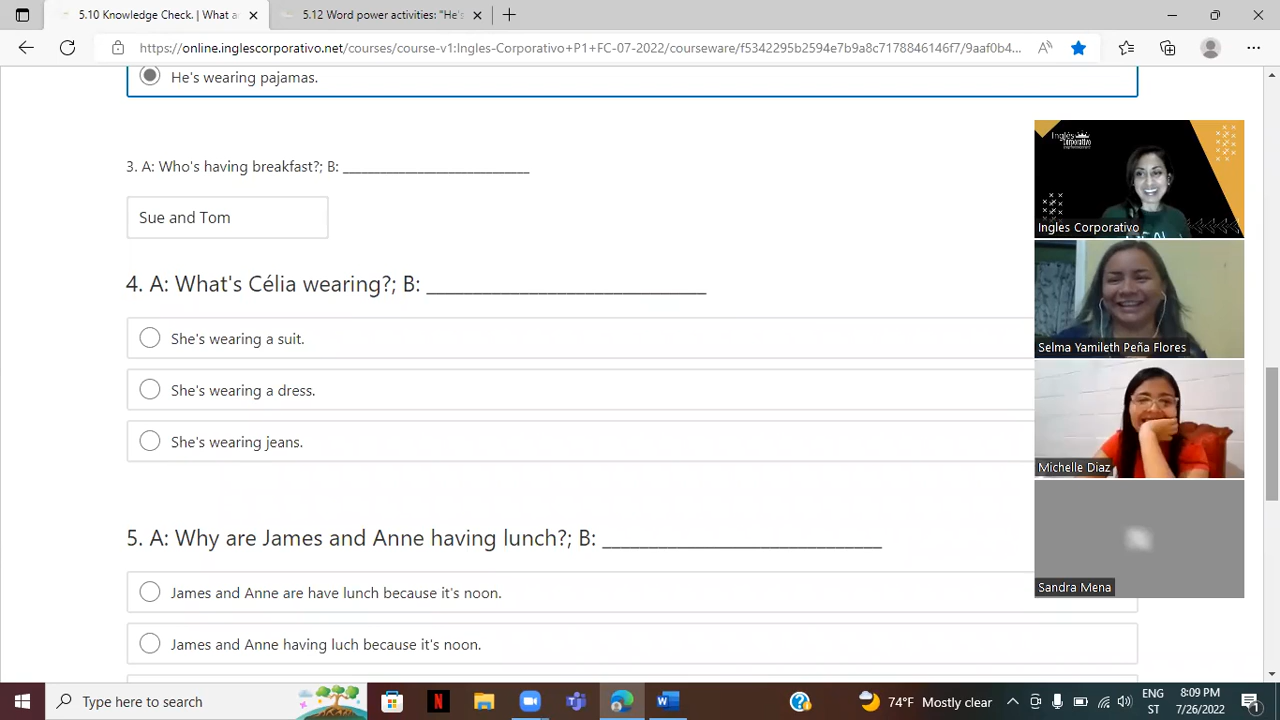 5.10 Knowledge Check. | What a
5.12 Word power activities: "He's
https://online.inglescorporativo.net/courses/course-v1:Ingles-Corporativo+P1+FC-07-2022/courseware/f5342295b25d4e7b9a8c7178846146f7/9aaf0b4...
He's wearing pajamas.
3. A: Who's having breakfast?; B: ___________________________
Sue and Tom
4. A: What's Célia wearing?; B: ___________________________
She's wearing a suit.
She's wearing a dress.
She's wearing jeans.
5. A: Why are James and Anne having lunch?; B: ___________________________
James and Anne are have lunch because it's noon.
James and Anne having luch because it's noon.
Inglés
Corporativo
Ingles Corporativo
Selma Yamileth Peña Flores
Michelle Diaz
Sandra Mena
Type here to search
74°F Mostly clear
ENG
ST
8:09 PM
7/26/2022
1